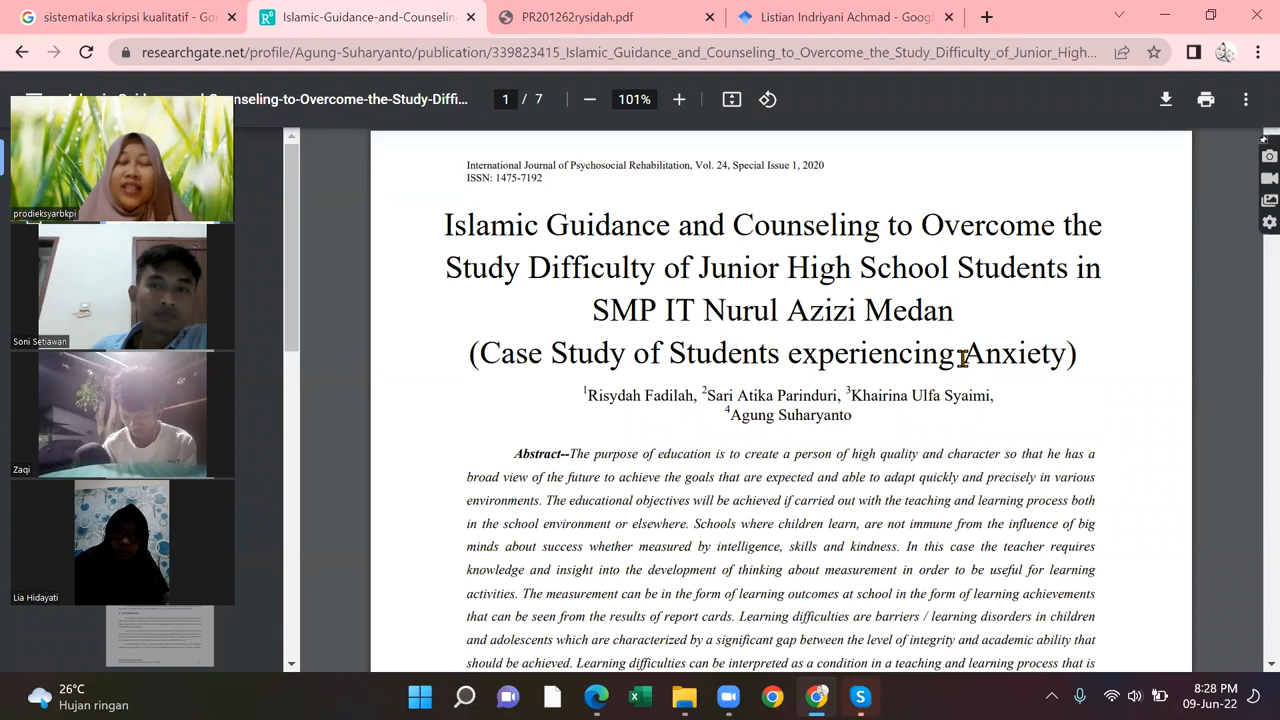 sistematika skripsi kualitatif - Go
Islamic-Guidance-and-Counselin
PR201262rysidah.pdf
Listian Indriyani Achmad - Googl
researchgate.net/profile/Agung-Suharyanto/publication/339823415_Islamic_Guidance_and_Counseling_to_Overcome_the_Study_Difficulty_of_Junior_High...
nseling-to-Overcome-the-Study-Diffi...
1 / 7
101%
prodieksyarbkpi
Soni Setiawan
Zaqi
Lia Hidayati
International Journal of Psychosocial Rehabilitation, Vol. 24, Special Issue 1, 2020
ISSN: 1475-7192
Islamic Guidance and Counseling to Overcome the
Study Difficulty of Junior High School Students in
SMP IT Nurul Azizi Medan
(Case Study of Students experiencing Anxiety)
¹Risydah Fadilah, ²Sari Atika Parinduri, ³Khairina Ulfa Syaimi,
⁴Agung Suharyanto
Abstract--The purpose of education is to create a person of high quality and character so that he has a
broad view of the future to achieve the goals that are expected and able to adapt quickly and precisely in various
environments. The educational objectives will be achieved if carried out with the teaching and learning process both
in the school environment or elsewhere. Schools where children learn, are not immune from the influence of big
minds about success whether measured by intelligence, skills and kindness. In this case the teacher requires
knowledge and insight into the development of thinking about measurement in order to be useful for learning
activities. The measurement can be in the form of learning outcomes at school in the form of learning achievements
that can be seen from the results of report cards. Learning difficulties are barriers / learning disorders in children
and adolescents which are characterized by a significant gap between the level of integrity and academic ability that
should be achieved. Learning difficulties can be interpreted as a condition in a teaching and learning process that is
26°C
Hujan ringan
8:28 PM
09-Jun-22